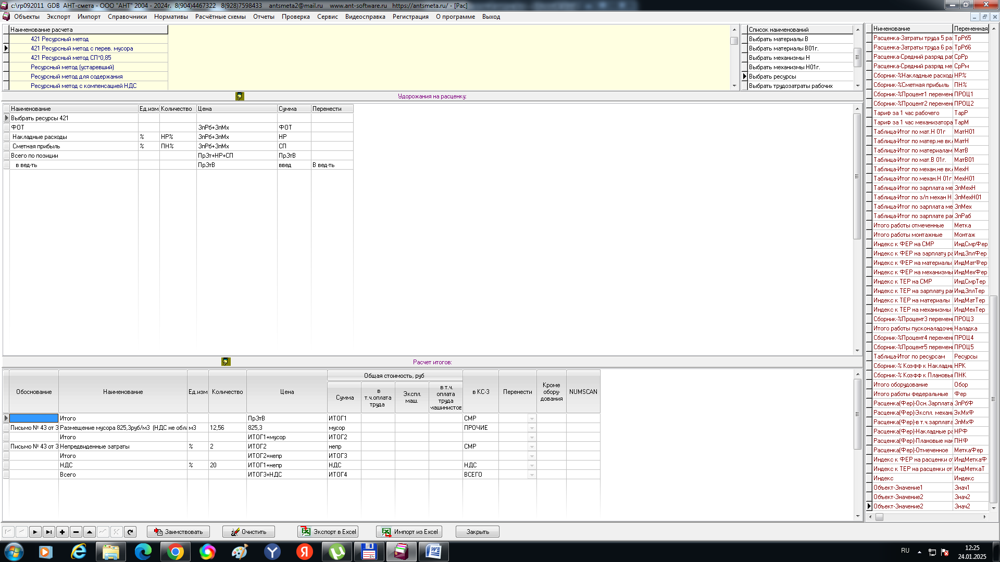 c:\rp092011  GDB  АНТ-смета - ООО "АНТ" 2004 - 2024г.  8(904)4467322  8(928)7598433  antsmeta2@mail.ru  www.ant-software.ru  https://antsmeta.ru/ - [Рас]
Объекты Экспорт Импорт Справочники Нормативы Расчётные схемы Отчеты Проверка Сервис Видеосправка Регистрация О программе Выход
Наименование расчета
421 Ресурсный метод
421 Ресурсный метод с перев. мусора
421 Ресурсный метод СП*0,85
Ресурсный метод (устаревший)
Ресурсный метод для содержания
Ресурсный метод с компенсацией НДС
Список наименований
Выбрать материалы В
Выбрать материалы В01г.
Выбрать механизмы Н
Выбрать механизмы Н01г.
Выбрать ресурсы
Выбрать трудозатраты рабочих
Удорожания на расценку:
Наименование Ед.изм Количество Цена Сумма Перенести
Выбрать ресурсы 421
ФОТ ЗпРб+ЗпМх ФОТ
Накладные расходы % НР% ЗпРб+ЗпМх НР
Сметная прибыль % ПН% ЗпРб+ЗпМх СП
Всего по позиции ПрЗт+НР+СП ПрЗтВ
в вед-ть ПрЗтВ введ В вед-ть
Расчет итогов:
Обоснование Наименование Ед.изм Количество Цена
Общая стоимость, руб
Сумма
в т.ч.оплата труда
Экспл. маш.
в т.ч. оплата труда машинистов
в КС-3 Перенести
Кроме обору-дования
NUMSCAN
Итого ПрЗтВ ИТОГ1 СМР
Письмо № 43 от 3 Размещение мусора 825,3руб/м3 (НДС не обла м3 12,56 825,3 мусор ПРОЧИЕ
Итого ИТОГ1+мусор ИТОГ2
Письмо № 43 от 3 Непредвиденные затраты % 2 ИТОГ2 непр СМР
Итого ИТОГ2+непр ИТОГ3
НДС % 20 ИТОГ1+непр НДС НДС
Всего ИТОГ3+НДС ИТОГ4 ВСЕГО
Нименование Переменная
Расценка-Затраты труда 5 ра ТрРб5
Расценка-Затраты труда 6 ра ТрРб6
Расценка-Средний разряд ра СрРр
Расценка-Средний разряд ме СрРм
Сборник-%Накладные расход НР%
Сборник-%Сметная прибыль ПН%
Сборник-%Процент1 перемен ПРОЦ1
Сборник-%Процент2 перемен ПРОЦ2
Тариф за 1 час рабочего ТарР
Тариф за 1 час механизатора ТарМ
Таблица-Итог по мат.Н 01г МатН01
Таблица-Итог по матер.не вк МатН
Таблица-Итог по материалам МатВ
Таблица-Итог по мат.В 01г. МатВ01
Таблица-Итог по механ.не вк МехН
Таблица-Итог по механ.Н 01г МехН01
Таблица-Итог по зарплата ме ЗпМехН
Таблица-Итог по з/п механ Н ЗпМехН01
Таблица-Итог по зарплата ме ЗпМех
Таблица-Итог по зарплате ра ЗпРаб
Итого работы отмеченные Метка
Итого работы монтажные Монтаж
Индекс к ФЕР на СМР ИндСмрФер
Индекс к ФЕР на зарплату ра ИндЗплФер
Индекс к ФЕР на материалы ИндМатФер
Индекс к ФЕР на механизмы ИндМехФер
Индекс к ТЕР на СМР ИндСмрТер
Индекс к ТЕР на зарплату ра ИндЗплТер
Индекс к ТЕР на материалы ИндМатТер
Индекс к ТЕР на механизмы ИндМехТер
Сборник-%Процент3 перемен ПРОЦ3
Итого работы пусконаладочн Наладка
Сборник-%Процент4 перемен ПРОЦ4
Сборник-%Процент5 перемен ПРОЦ5
Таблица-Итог по ресурсам Ресурсы
Сборник-% Коэфф к Накладн НРК
Сборник-% Коэфф к Плановы ПНК
Итого оборудование Обор
Итого работы федеральные Фер
Расценка(Фер)-Осн.Зарплата ЗпРбФ
Расценка(Фер)-Экспл. механи ЭкМхФ
Расценка(Фер)-в т.ч.зарплата ЗпМхФ
Расценка(Фер)-Накладные ра НРФ
Расценка(Фер)-Плановые нак ПНФ
Расценка(Фер)-Отмеченное МеткаФер
Индекс к ФЕР на расценки от ИндМеткаФ
Индекс к ТЕР на расценки от ИндМеткаТ
Индекс Индекс
Объект-Значение1 Знач1
Объект-Значение2 Знач2
Объект-Значение2 Знач2
Заимствовать Очистить Экспорт в Excel Импорт из Excel Закрыть
RU
12:25
24.01.2025